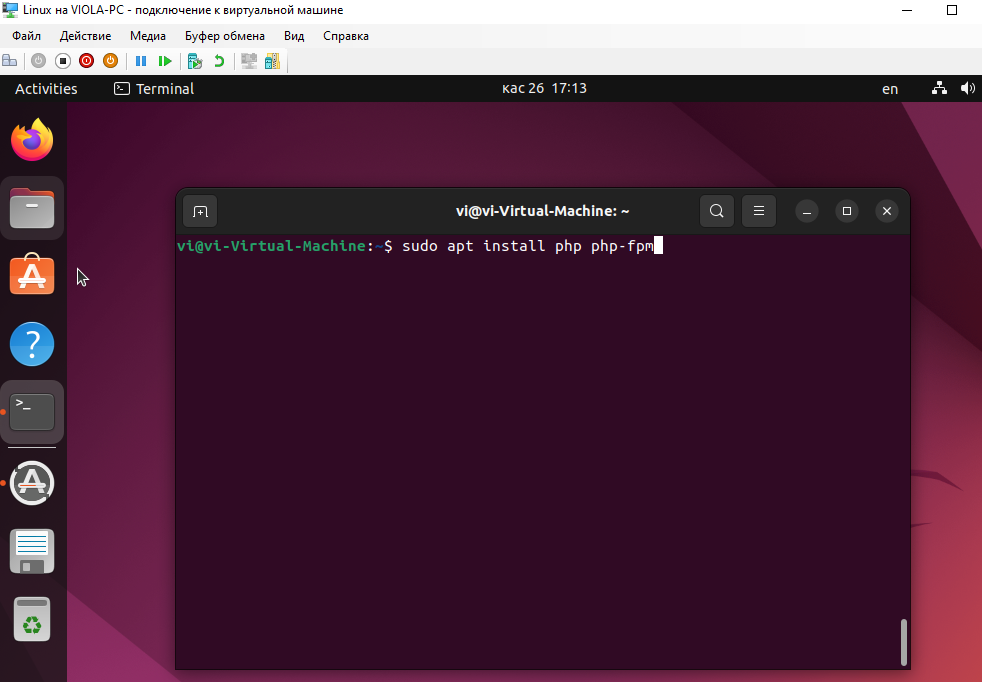 Linux на VIOLA-PC - подключение к виртуальной машине
Файл Действие Медиа Буфер обмена Вид Справка
Activities Terminal кас 26 17:13 en
vi@vi-Virtual-Machine: ~
vi@vi-Virtual-Machine:~$ sudo apt install php php-fpm